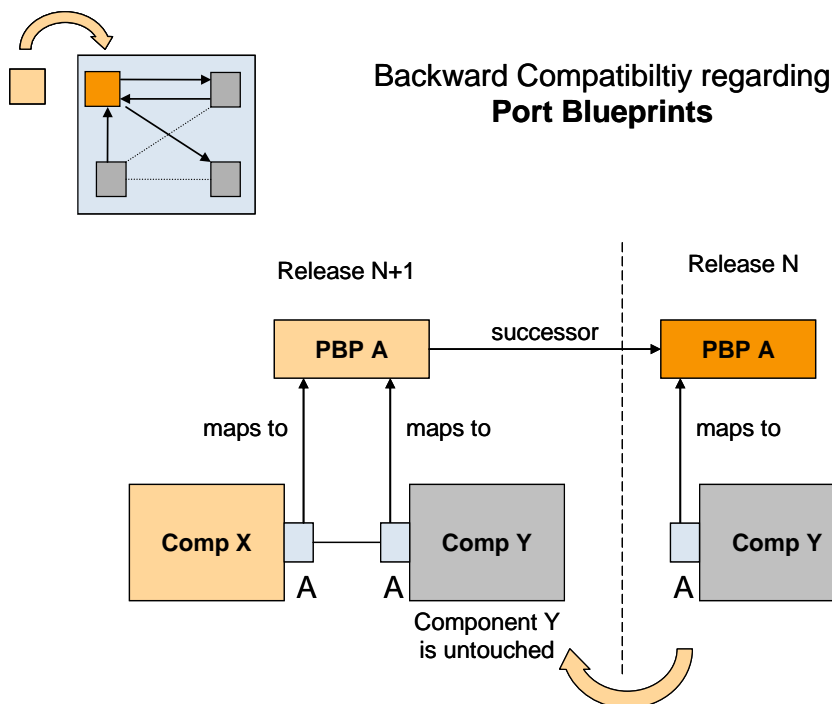 Backward Compatibiltiy regarding
Port Blueprints
Release N+1
Release N
PBP A
successor
PBP A
maps to
maps to
maps to
Comp X
Comp Y
Comp Y
A
A
A
Component Y
is untouched